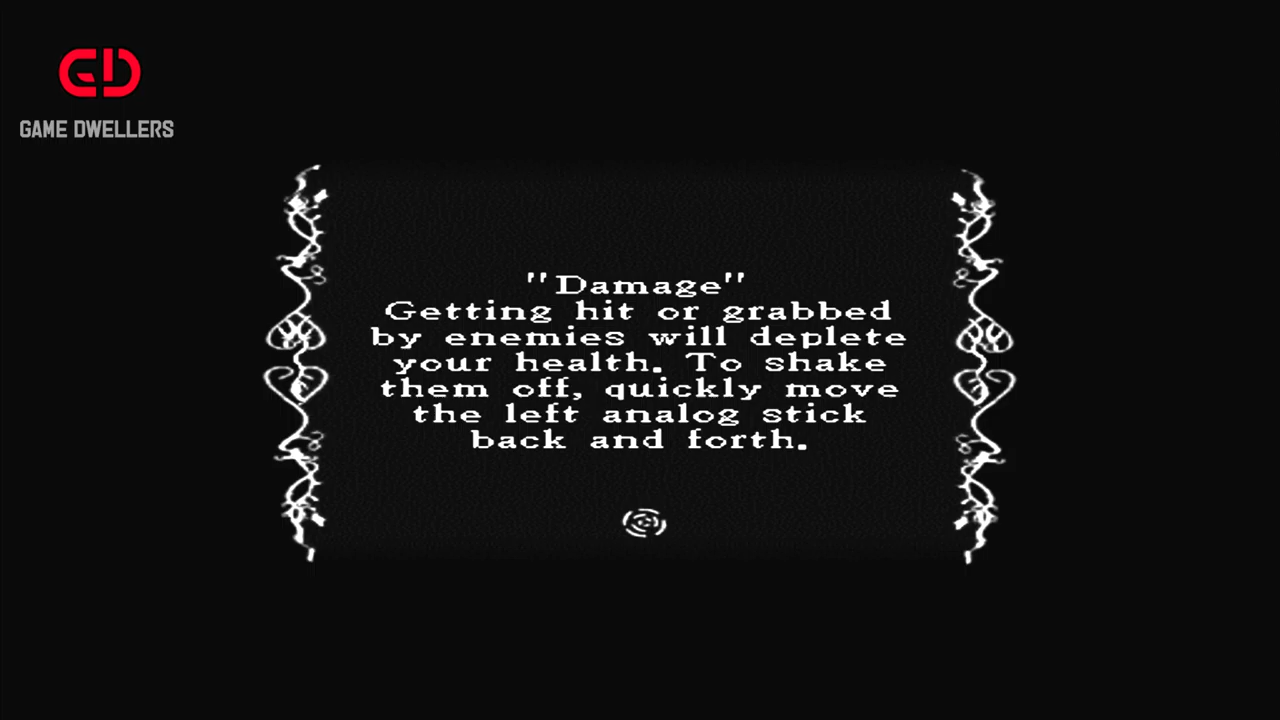 GAME DWELLERS
"Damage"
Getting hit or grabbed
by enemies will deplete
your health. To shake
them off, quickly move
the left analog stick
back and forth.